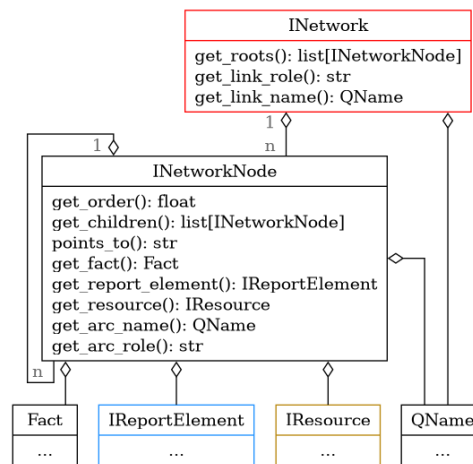 INetwork
get_roots(): list[INetworkNode]
get_link_role(): str
get_link_name(): QName
1
n
1
INetworkNode
get_order(): float
get_children(): list[INetworkNode]
points_to(): str
get_fact(): Fact
get_report_element(): IReportElement
get_resource(): IResource
get_arc_name(): QName
get_arc_role(): str
n
Fact
...
IReportElement
...
IResource
...
QName
...